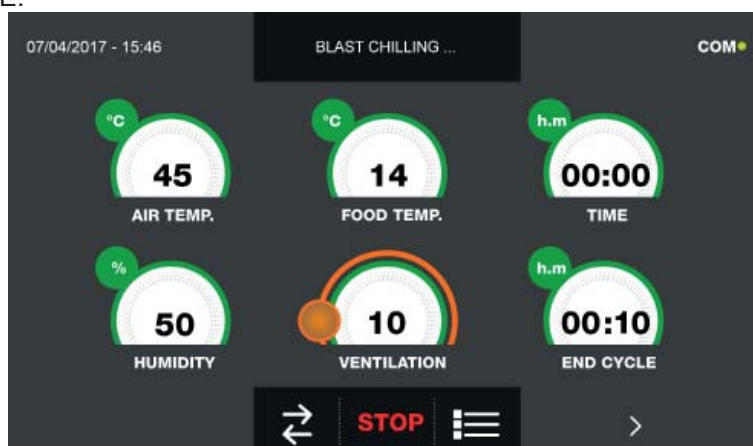 07/04/2017 - 15:46
BLAST CHILLING ...
COM
°C
45
AIR TEMP.
°C
14
FOOD TEMP.
h.m
00:00
TIME
%
50
HUMIDITY
10
VENTILATION
h.m
00:10
END CYCLE
STOP